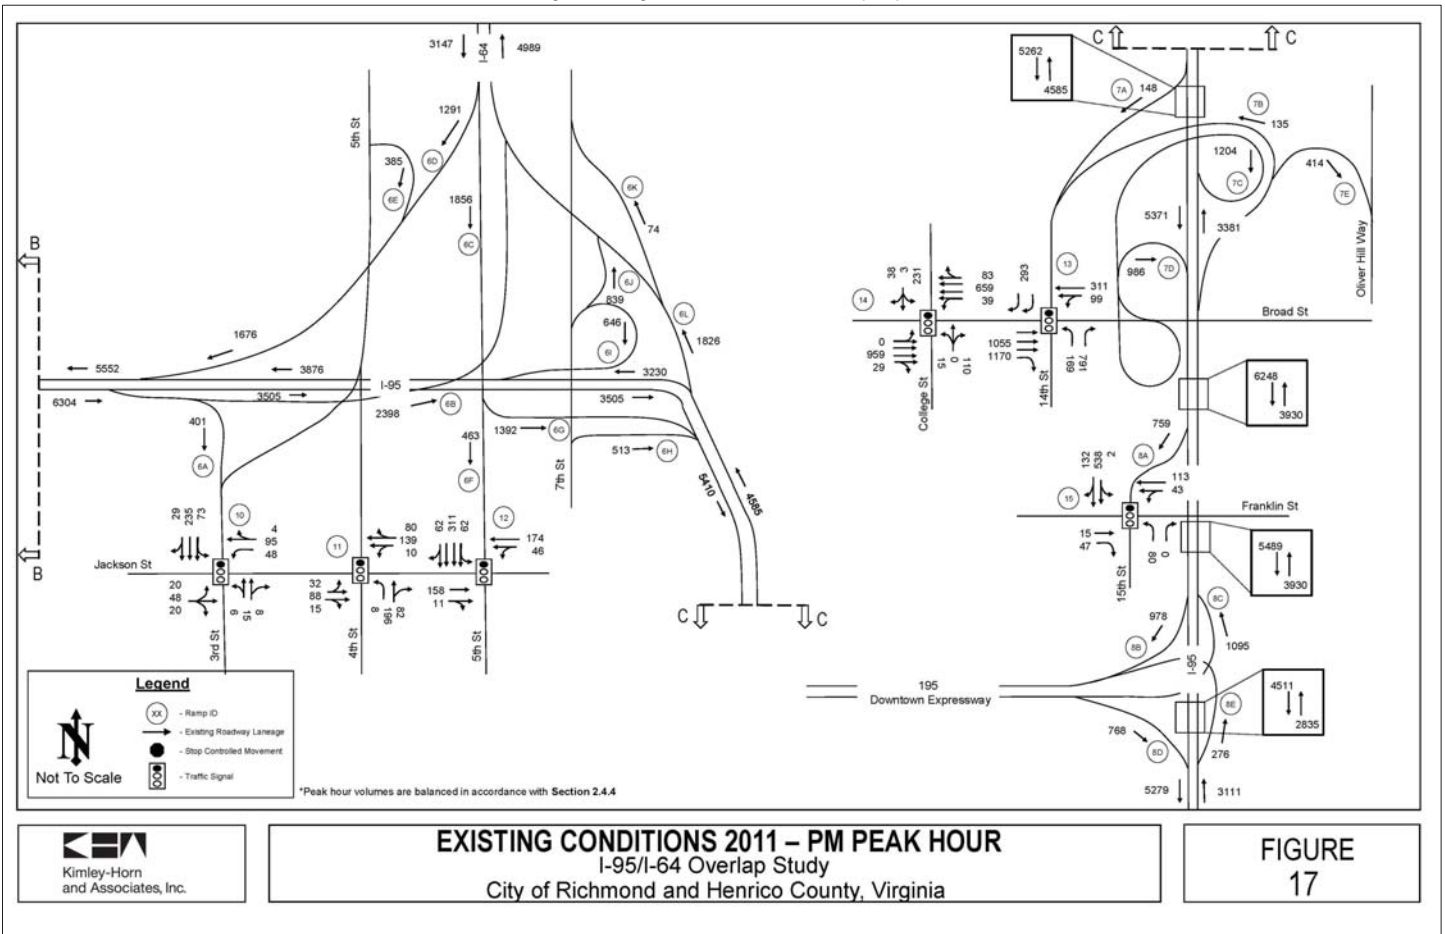 3147
4989
I-64
C
C
5262
4585
7A
148
7B
135
1291
5th St
385
6D
6E
6K
1204
7C
414
7E
1856
6C
74
5371
3381
Oliver Hill Way
B
38
3
231
83
659
39
293
13
986
7D
6J
839
311
99
14
Broad St
646
6L
6I
1826
0
959
29
15
0
110
1055
1170
169
791
1676
5552
3876
I-95
3230
6304
3505
2398
6B
3505
College St
14th St
6248
3930
401
6A
463
1392
6G
513
6H
6F
7th St
5410
4585
759
8A
132
538
2
113
43
15
Franklin St
15
47
80
0
15th St
5489
3930
29
235
73
10
4
95
48
11
80
139
10
62
311
62
12
174
46
Jackson St
B
20
48
20
6
15
8
32
88
15
8
196
82
158
11
3rd St
4th St
5th St
C
C
978
8B
8C
1095
I-95
195
Downtown Expressway
4511
2835
8E
768
8D
276
5279
3111
Legend
XX - Ramp ID
- Existing Roadway Laneage
- Stop Controlled Movement
- Traffic Signal
N
Not To Scale
*Peak hour volumes are balanced in accordance with Section 2.4.4
Kimley-Horn
and Associates, Inc.
EXISTING CONDITIONS 2011 – PM PEAK HOUR
I-95/I-64 Overlap Study
City of Richmond and Henrico County, Virginia
FIGURE
17